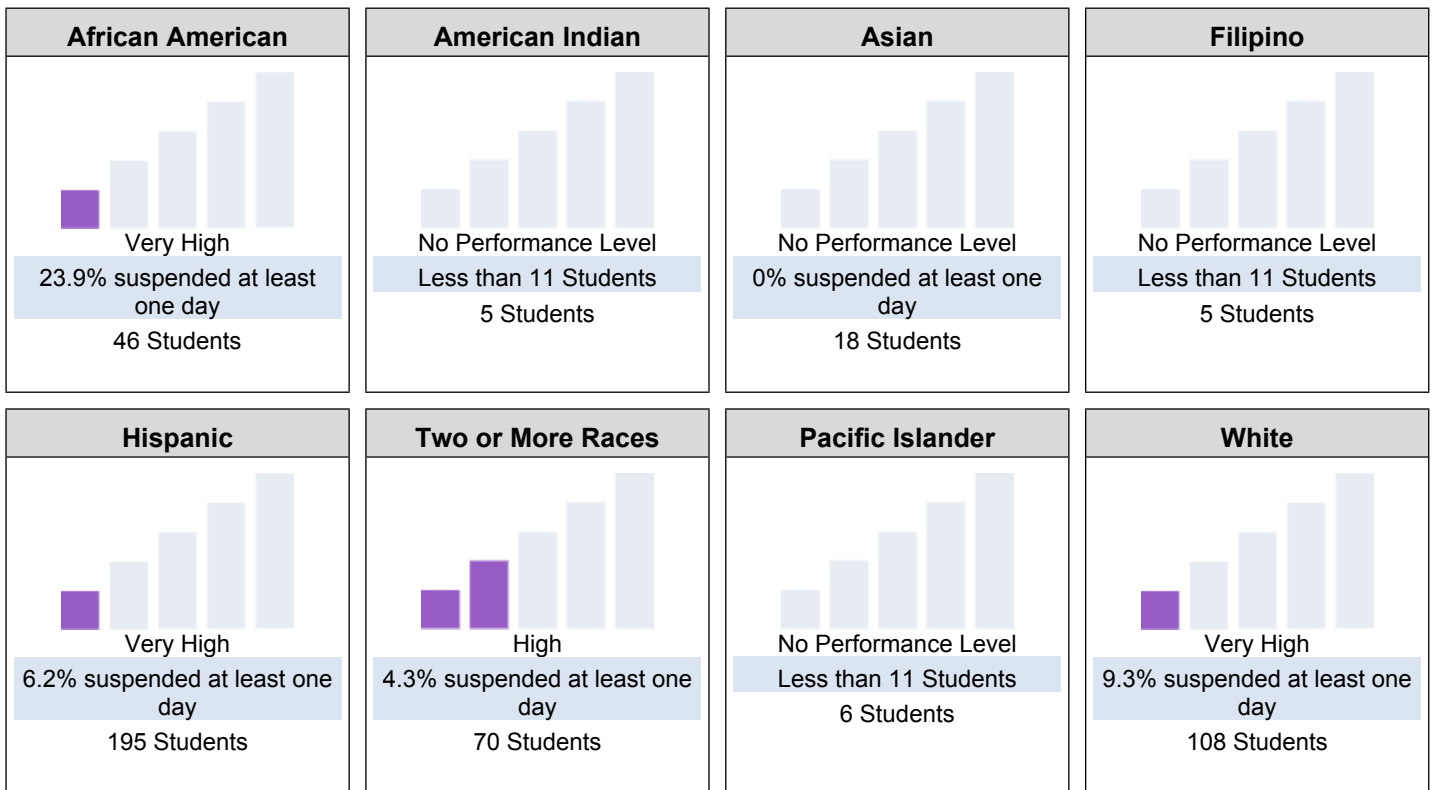 African American
Very High
23.9% suspended at least
one day
46 Students
American Indian
No Performance Level
Less than 11 Students
5 Students
Asian
No Performance Level
0% suspended at least one
day
18 Students
Filipino
No Performance Level
Less than 11 Students
5 Students
Hispanic
Very High
6.2% suspended at least one
day
195 Students
Two or More Races
High
4.3% suspended at least one
day
70 Students
Pacific Islander
No Performance Level
Less than 11 Students
6 Students
White
Very High
9.3% suspended at least one
day
108 Students